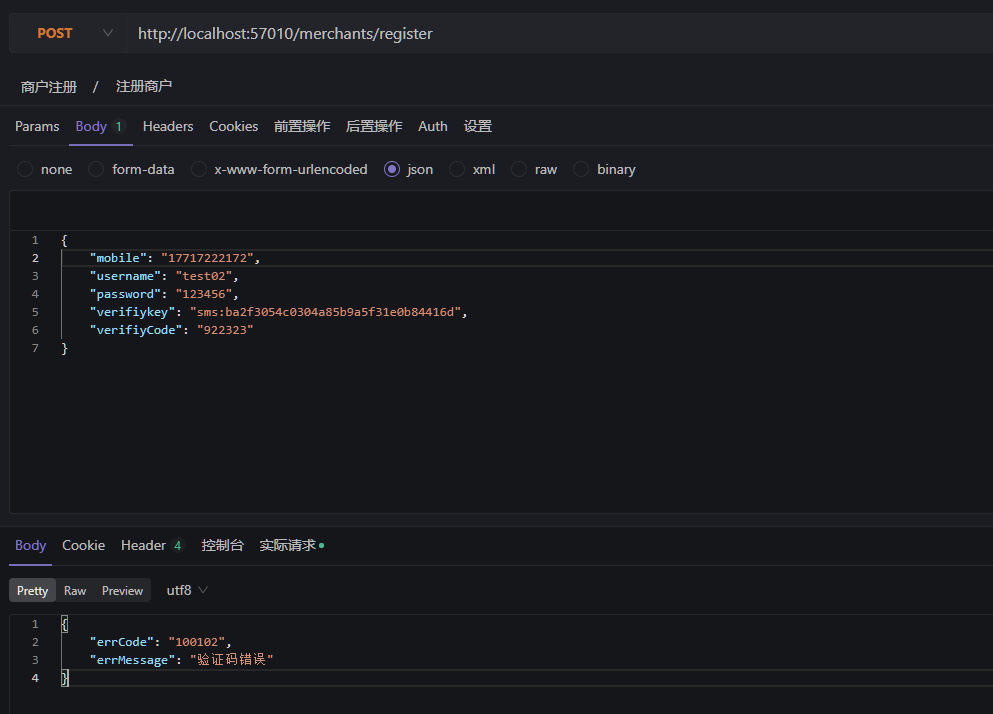 POST http://localhost:57010/merchants/register
商户注册 / 注册商户
Params Body 1 Headers Cookies 前置操作 后置操作 Auth 设置
none form-data x-www-form-urlencoded json xml raw binary
1 {
2 "mobile": "17717222172",
3 "username": "test02",
4 "password": "123456",
5 "verifiykey": "sms:ba2f3054c0304a85b9a5f31e0b84416d",
6 "verifiyCode": "922323"
7 }
Body Cookie Header 4 控制台 实际请求
Pretty Raw Preview utf8
1 {
2 "errCode": "100102",
3 "errMessage": "验证码错误"
4 }